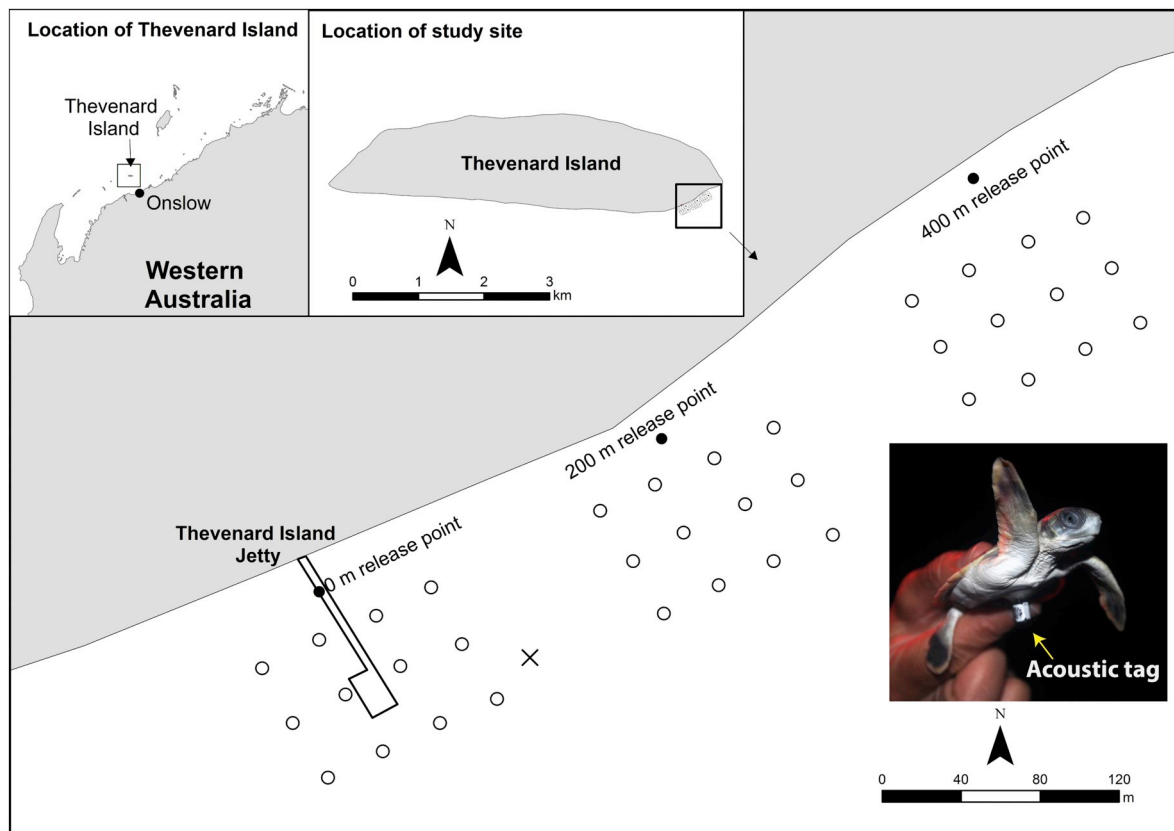 Location of Thevenard Island
Thevenard
Island
Onslow
Western
Australia
Location of study site
Thevenard Island
N
0 1 2 3
km
400 m release point
200 m release point
Thevenard Island
Jetty
0 m release point
Acoustic tag
N
0 40 80 120
m